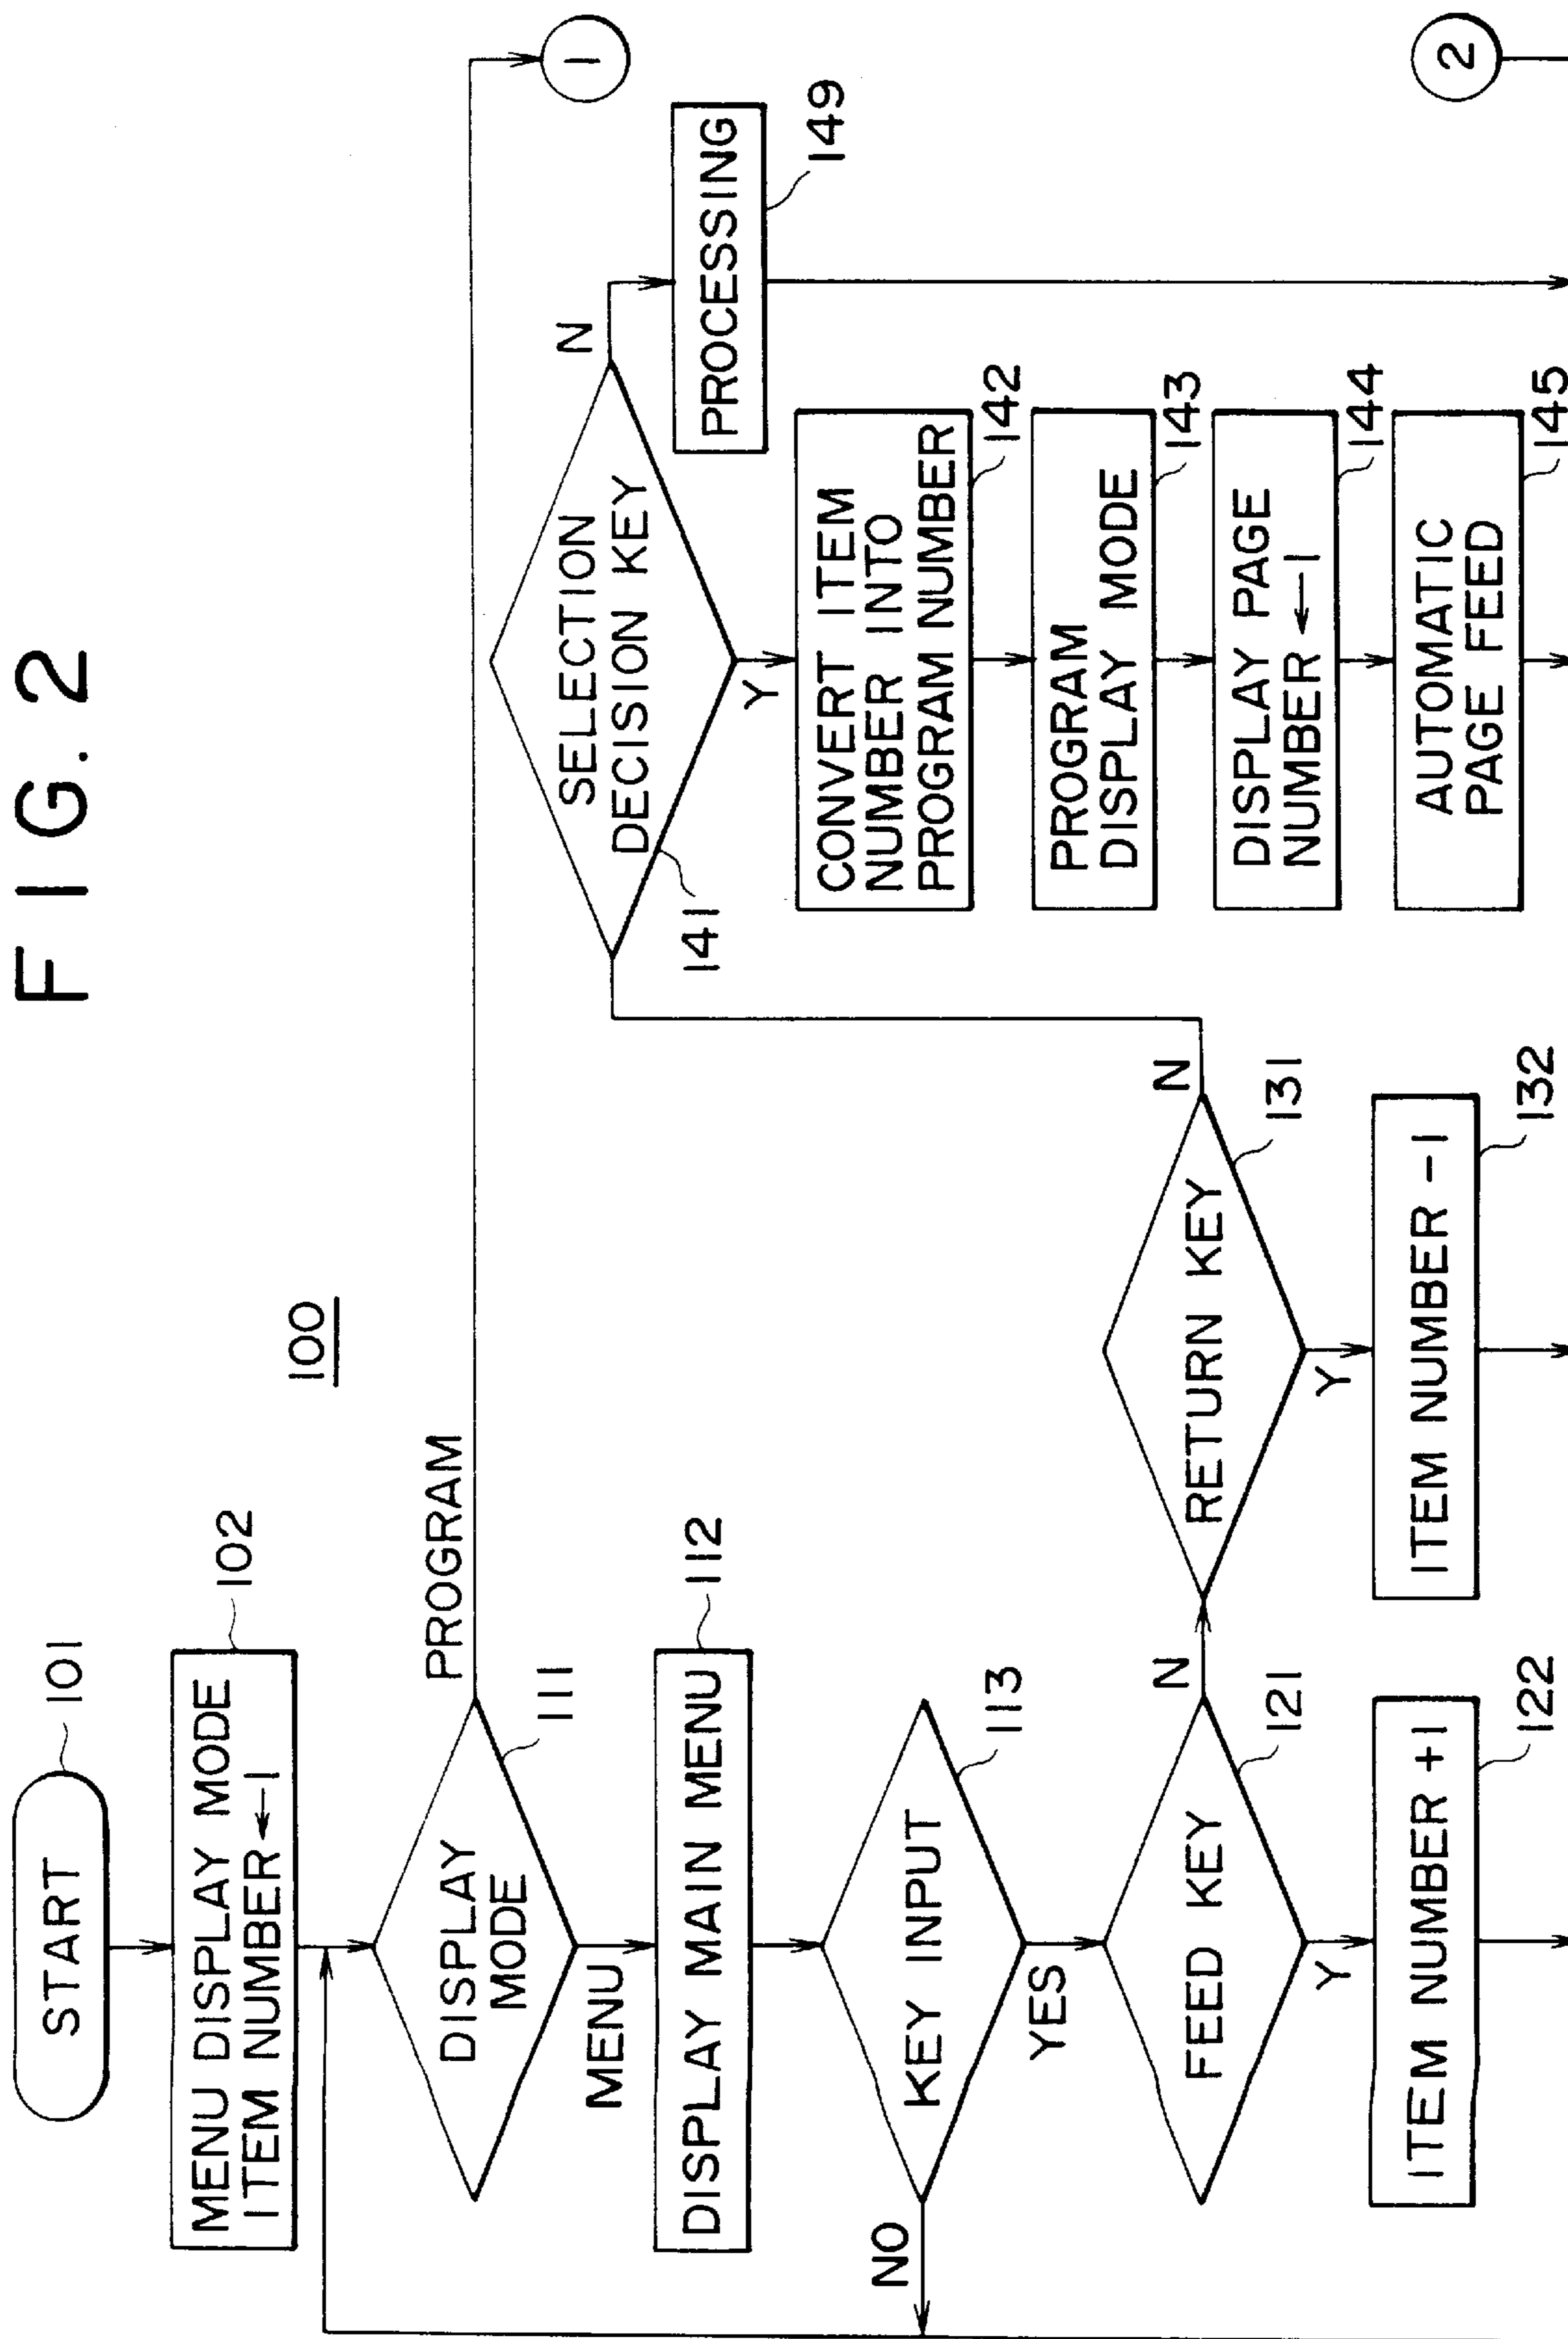 FIG. 2
100
START
101
MENU DISPLAY MODE
ITEM NUMBER←1
102
DISPLAY
MODE
111
PROGRAM
1
MENU
DISPLAY MAIN MENU
112
KEY INPUT
113
NO
YES
FEED KEY
121
N
Y
ITEM NUMBER +1
122
RETURN KEY
131
N
Y
ITEM NUMBER -1
132
SELECTION
DECISION KEY
141
N
PROCESSING
149
Y
CONVERT ITEM
NUMBER INTO
PROGRAM NUMBER
142
PROGRAM
DISPLAY MODE
143
DISPLAY PAGE
NUMBER←1
144
AUTOMATIC
PAGE FEED
145
2